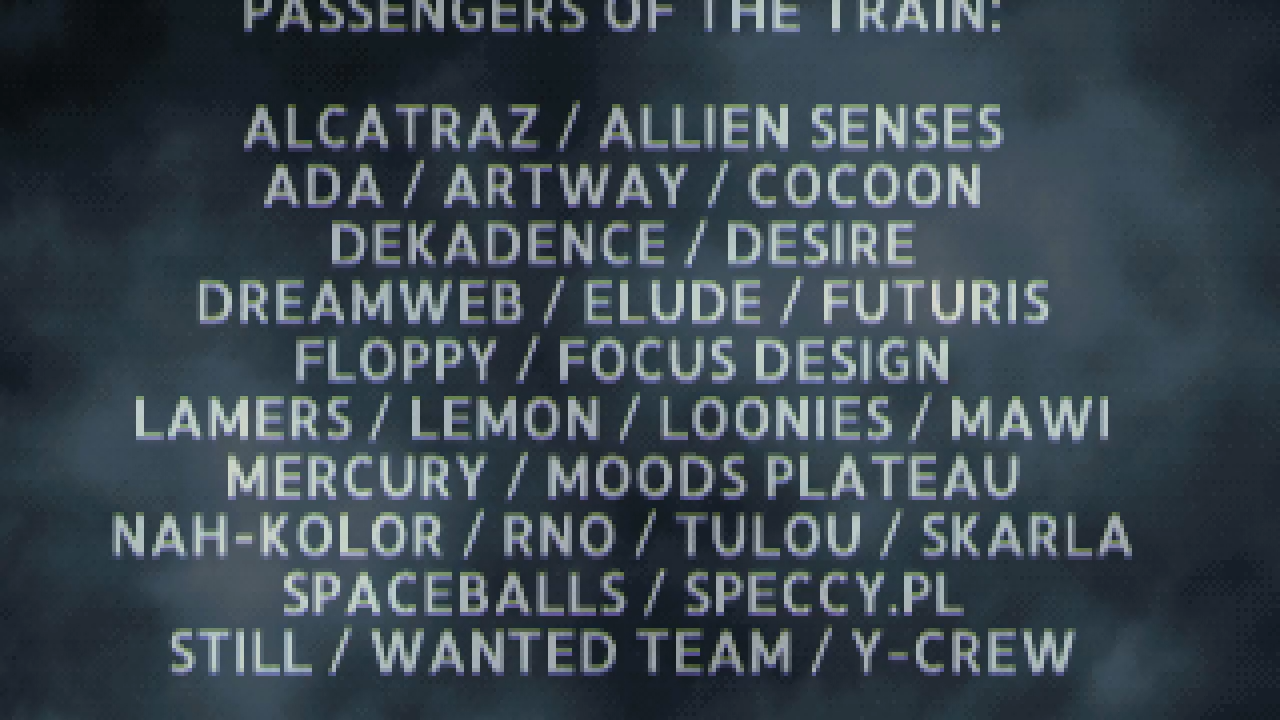 PASSENGERS OF THE TRAIN:
ALCATRAZ / ALLIEN SENSES
ADA / ARTWAY / COCOON
DEKADENCE / DESIRE
DREAMWEB / ELUDE / FUTURIS
FLOPPY / FOCUS DESIGN
LAMERS / LEMON / LOONIES / MAWI
MERCURY / MOODS PLATEAU
NAH-KOLOR / RNO / TULOU / SKARLA
SPACEBALLS / SPECCY.PL
STILL / WANTED TEAM / Y-CREW